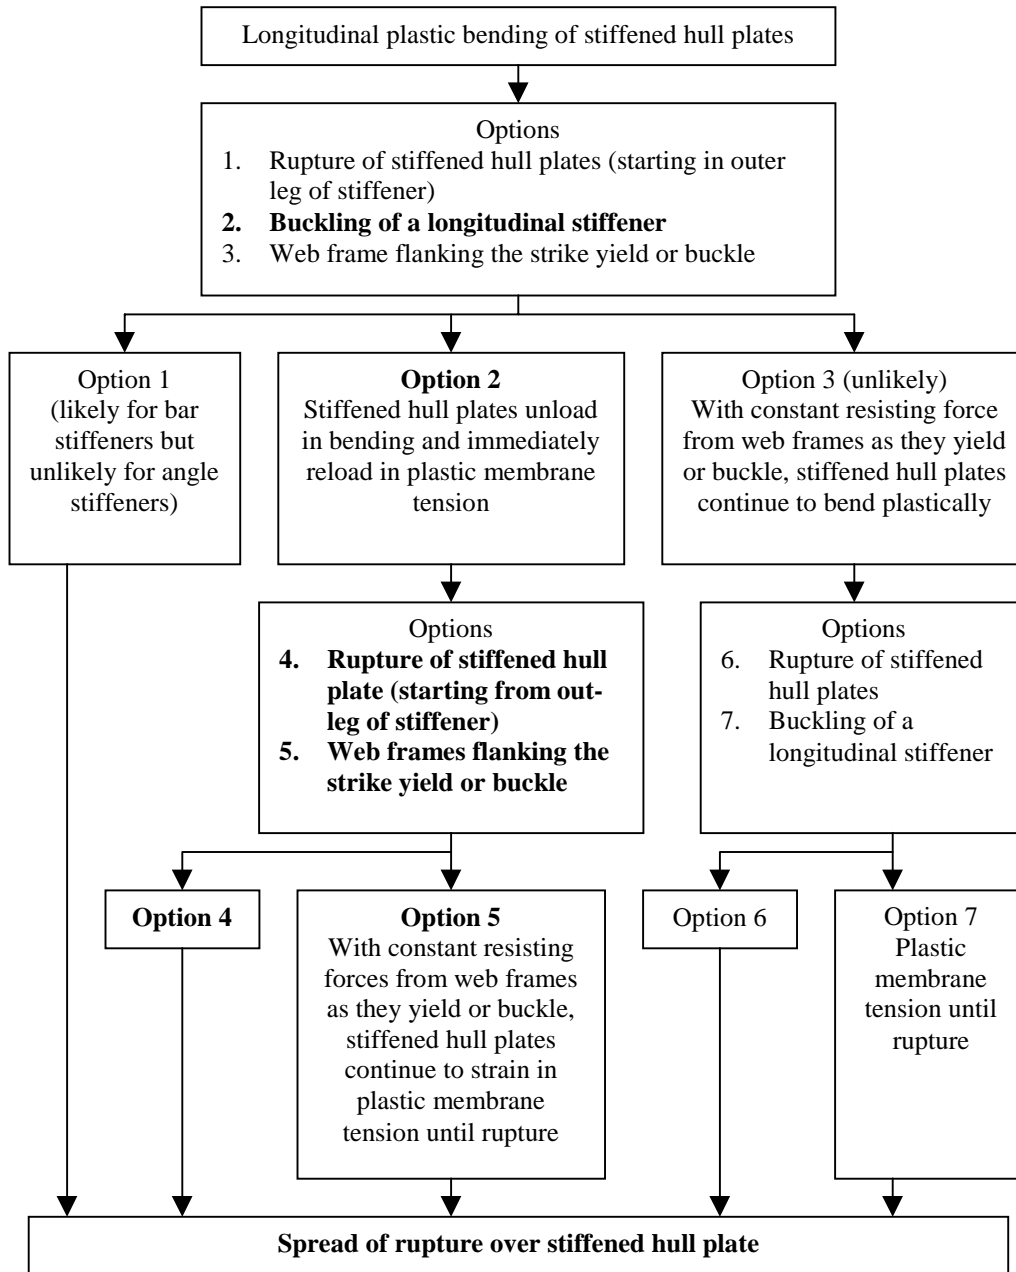 Longitudinal plastic bending of stiffened hull plates
Options
1. Rupture of stiffened hull plates (starting in outer
leg of stiffener)
2. Buckling of a longitudinal stiffener
3. Web frame flanking the strike yield or buckle
Option 1
(likely for bar
stiffeners but
unlikely for angle
stiffeners)
Option 2
Stiffened hull plates unload
in bending and immediately
reload in plastic membrane
tension
Option 3 (unlikely)
With constant resisting force
from web frames as they yield
or buckle, stiffened hull plates
continue to bend plastically
Options
4. Rupture of stiffened hull
plate (starting from out-
leg of stiffener)
5. Web frames flanking the
strike yield or buckle
Options
6. Rupture of stiffened
hull plates
7. Buckling of a
longitudinal stiffener
Option 4
Option 5
With constant resisting
forces from web frames
as they yield or buckle,
stiffened hull plates
continue to strain in
plastic membrane
tension until rupture
Option 6
Option 7
Plastic
membrane
tension until
rupture
Spread of rupture over stiffened hull plate